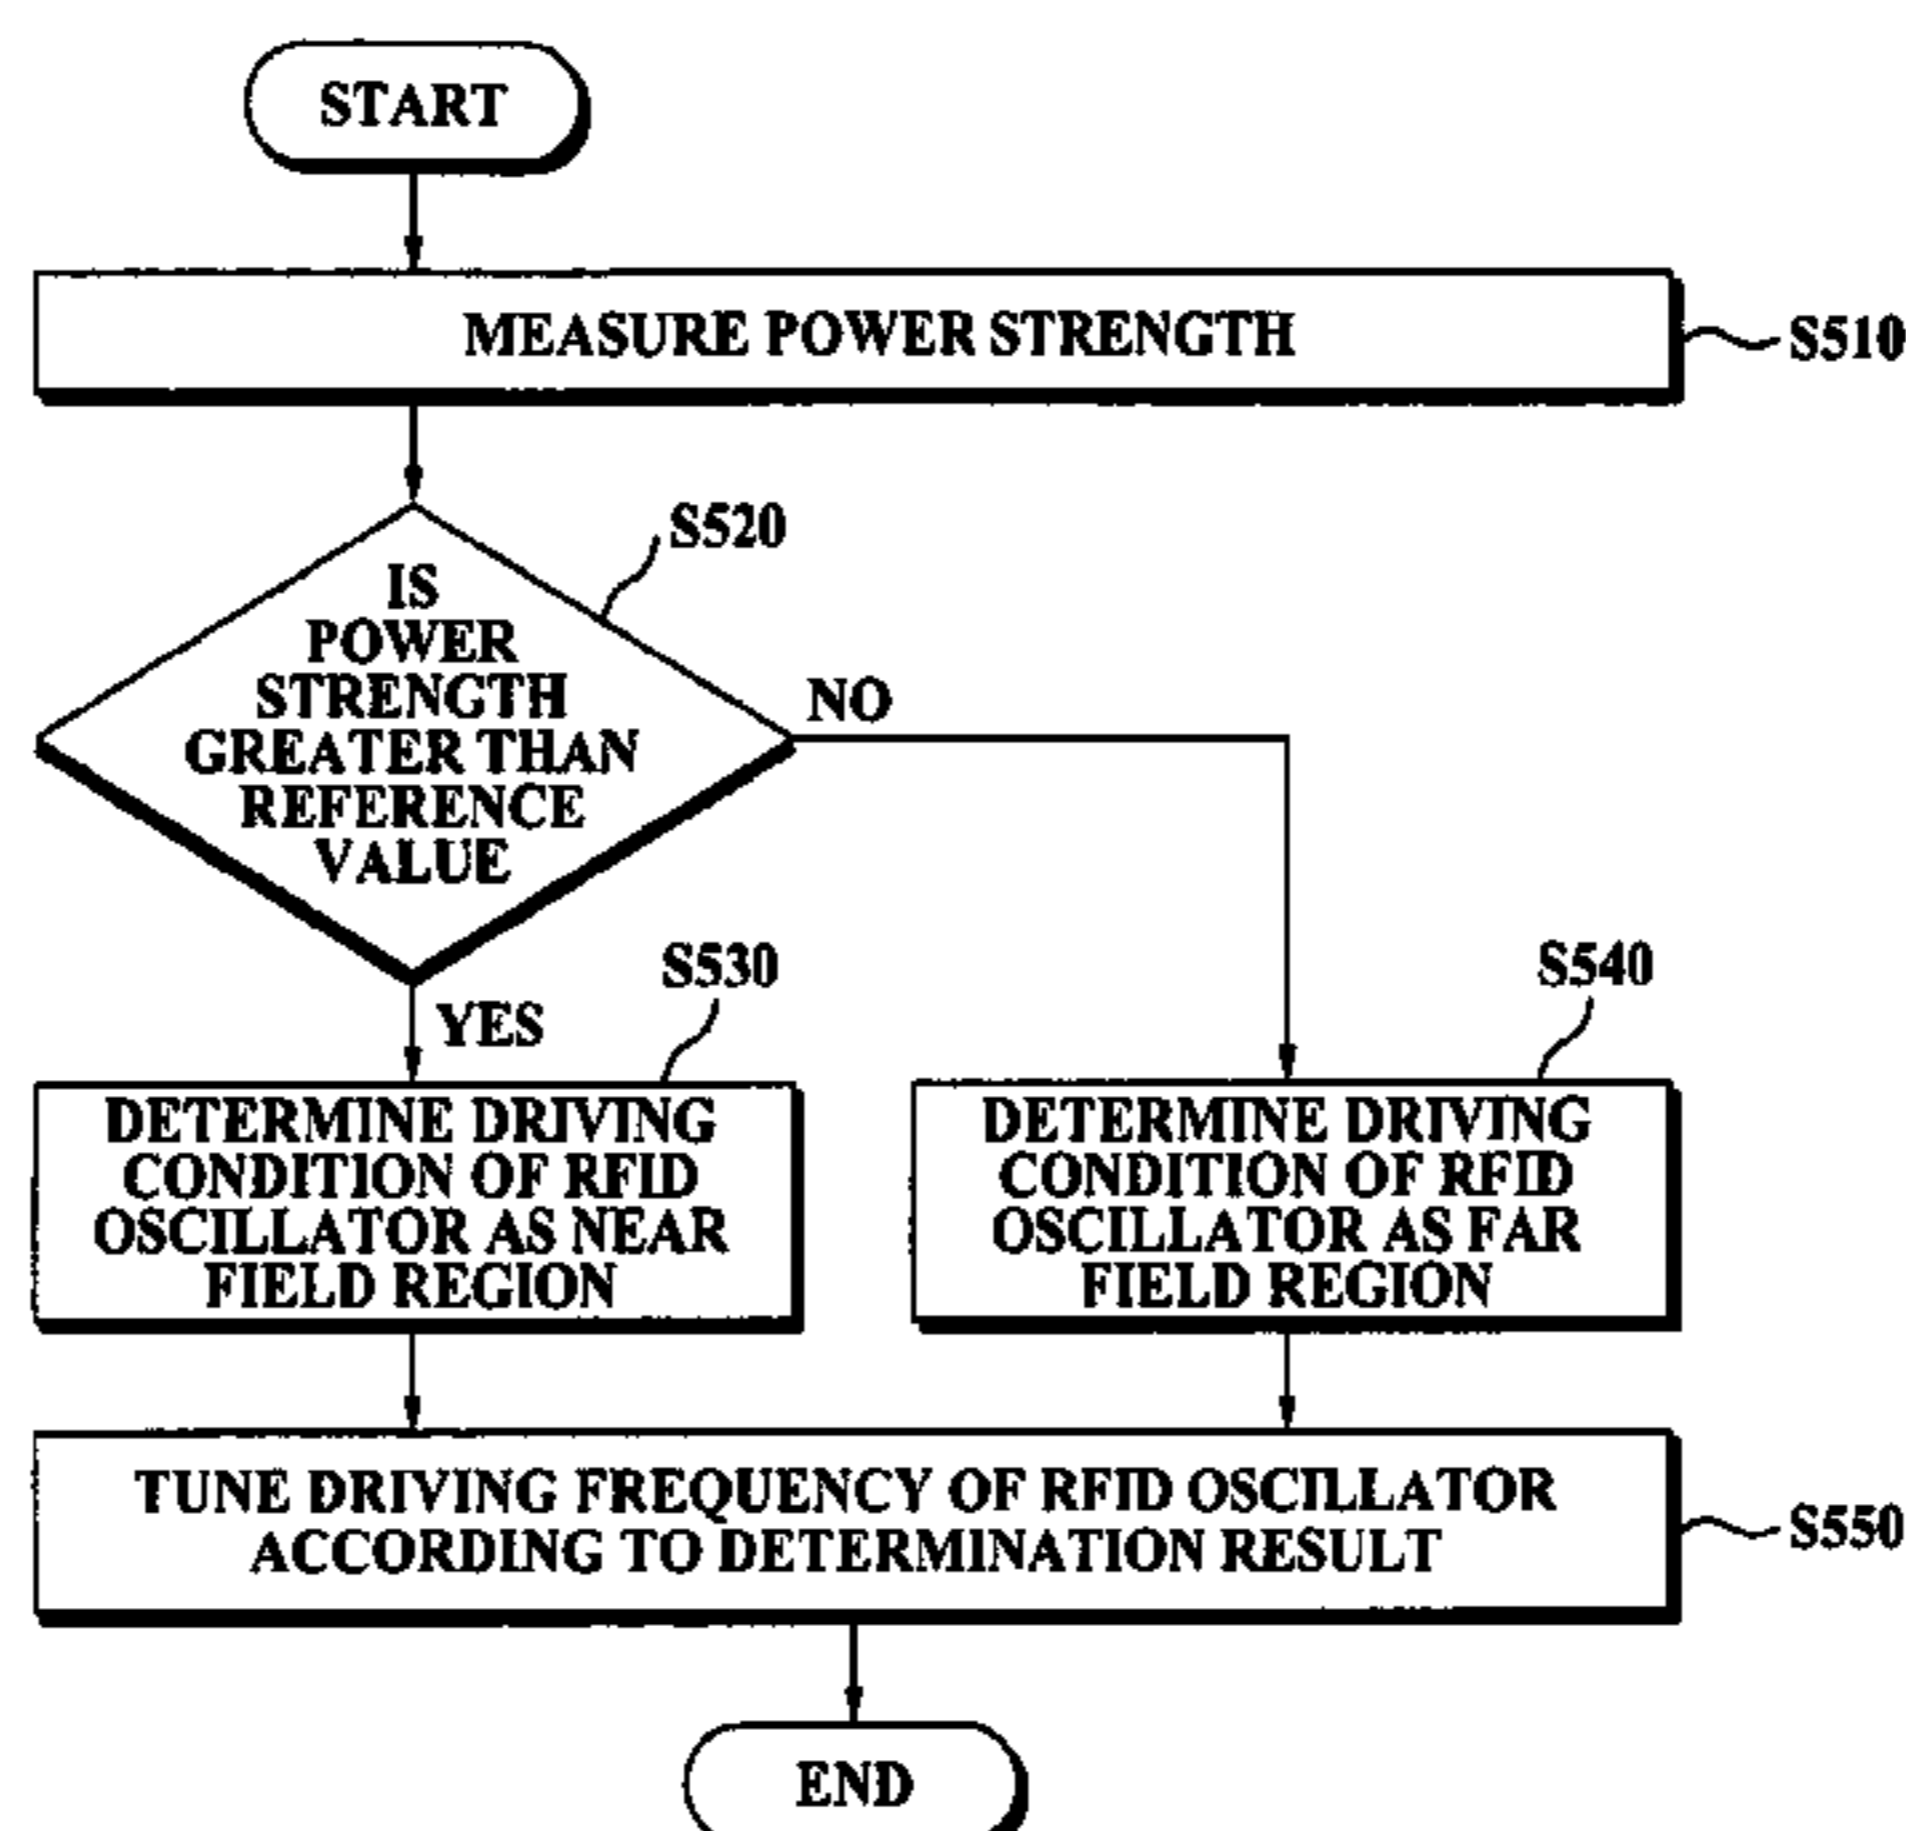 START
MEASURE POWER STRENGTH
S510
S520
IS
POWER
STRENGTH
GREATER THAN
REFERENCE
VALUE
NO
YES
S530
DETERMINE DRIVING
CONDITION OF RFID
OSCILLATOR AS NEAR
FIELD REGION
S540
DETERMINE DRIVING
CONDITION OF RFID
OSCILLATOR AS FAR
FIELD REGION
TUNE DRIVING FREQUENCY OF RFID OSCILLATOR
ACCORDING TO DETERMINATION RESULT
S550
END